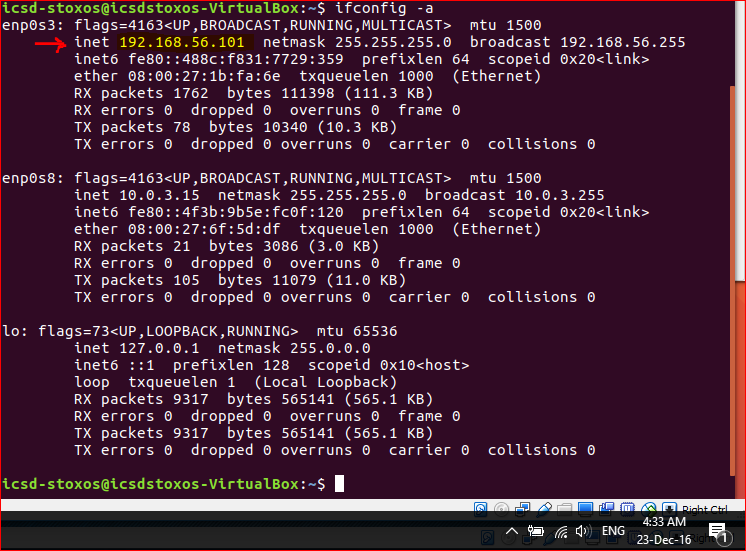 icsd-stoxos@icsdstoxos-VirtualBox:~$ ifconfig -a
enp0s3: flags=4163<UP,BROADCAST,RUNNING,MULTICAST>  mtu 1500
        inet 192.168.56.101  netmask 255.255.255.0  broadcast 192.168.56.255
        inet6 fe80::488c:f831:7729:359  prefixlen 64  scopeid 0x20<link>
        ether 08:00:27:1b:fa:6e  txqueuelen 1000  (Ethernet)
        RX packets 1762  bytes 111398 (111.3 KB)
        RX errors 0  dropped 0  overruns 0  frame 0
        TX packets 78  bytes 10340 (10.3 KB)
        TX errors 0  dropped 0 overruns 0  carrier 0  collisions 0

enp0s8: flags=4163<UP,BROADCAST,RUNNING,MULTICAST>  mtu 1500
        inet 10.0.3.15  netmask 255.255.255.0  broadcast 10.0.3.255
        inet6 fe80::4f3b:9b5e:fc0f:120  prefixlen 64  scopeid 0x20<link>
        ether 08:00:27:6f:5d:df  txqueuelen 1000  (Ethernet)
        RX packets 21  bytes 3086 (3.0 KB)
        RX errors 0  dropped 0  overruns 0  frame 0
        TX packets 105  bytes 11079 (11.0 KB)
        TX errors 0  dropped 0 overruns 0  carrier 0  collisions 0

lo: flags=73<UP,LOOPBACK,RUNNING>  mtu 65536
        inet 127.0.0.1  netmask 255.0.0.0
        inet6 ::1  prefixlen 128  scopeid 0x10<host>
        loop  txqueuelen 1  (Local Loopback)
        RX packets 9317  bytes 565141 (565.1 KB)
        RX errors 0  dropped 0  overruns 0  frame 0
        TX packets 9317  bytes 565141 (565.1 KB)
        TX errors 0  dropped 0 overruns 0  carrier 0  collisions 0

icsd-stoxos@icsdstoxos-VirtualBox:~$
Right Ctrl
ENG
4:33 AM
23-Dec-16
1